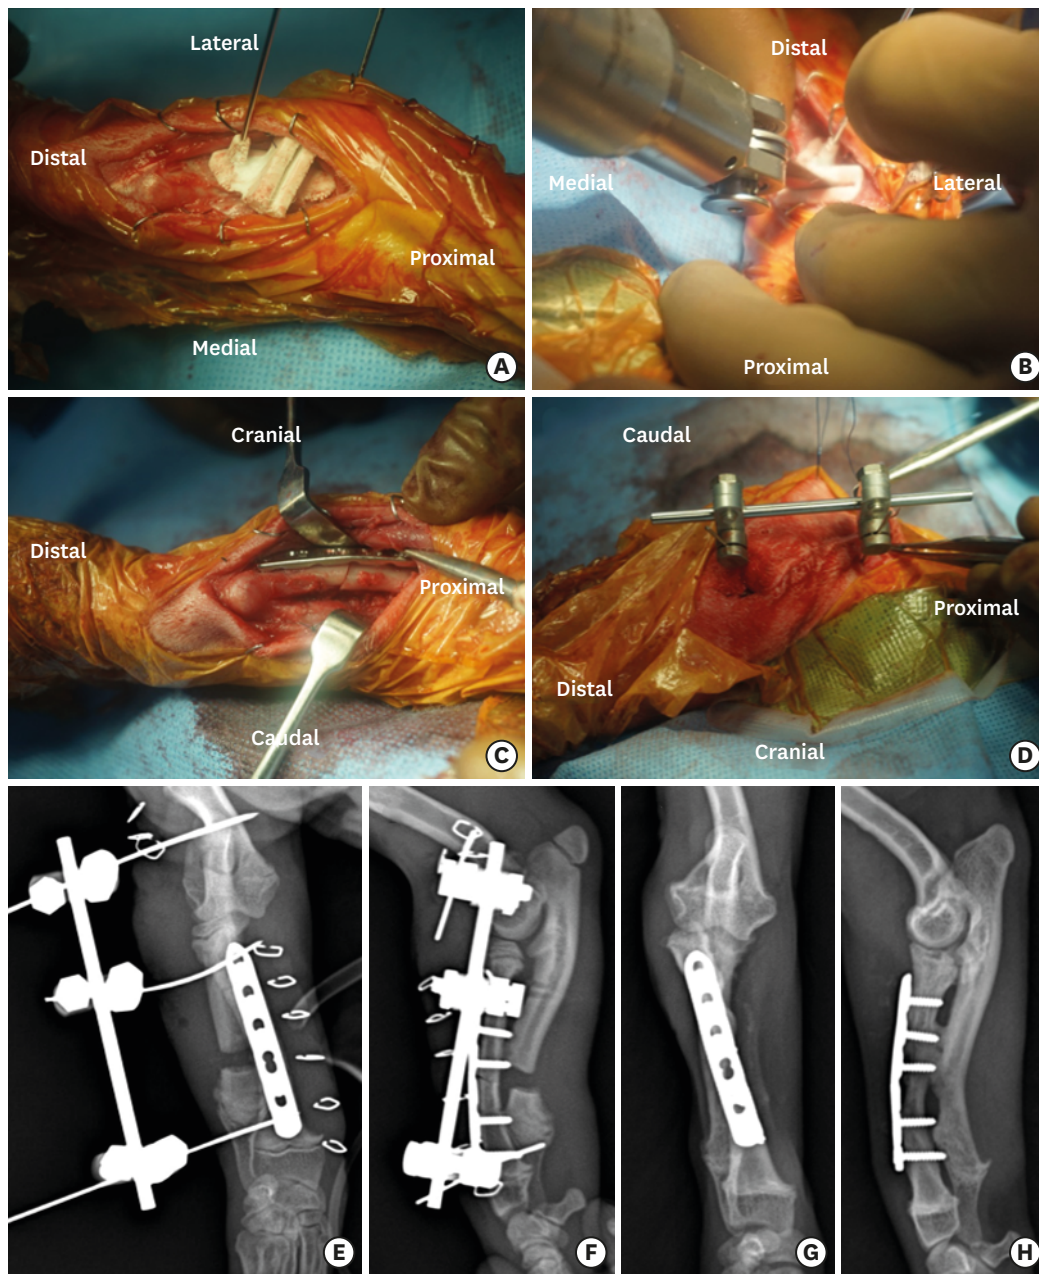 Lateral
Distal
Proximal
Medial
A
Distal
Medial
Lateral
Proximal
B
Cranial
Distal
Proximal
Caudal
C
Caudal
Proximal
Distal
Cranial
D
E
F
G
H